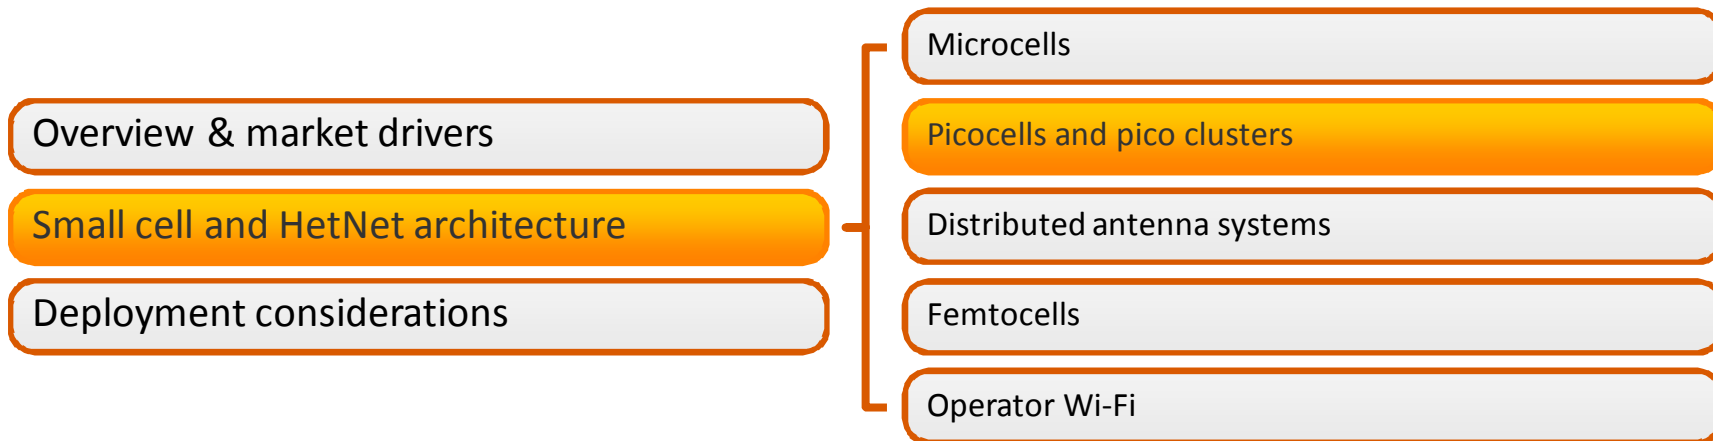 Overview & market drivers
Small cell and HetNet architecture
Deployment considerations
Microcells
Picocells and pico clusters
Distributed antenna systems
Femtocells
Operator Wi-Fi